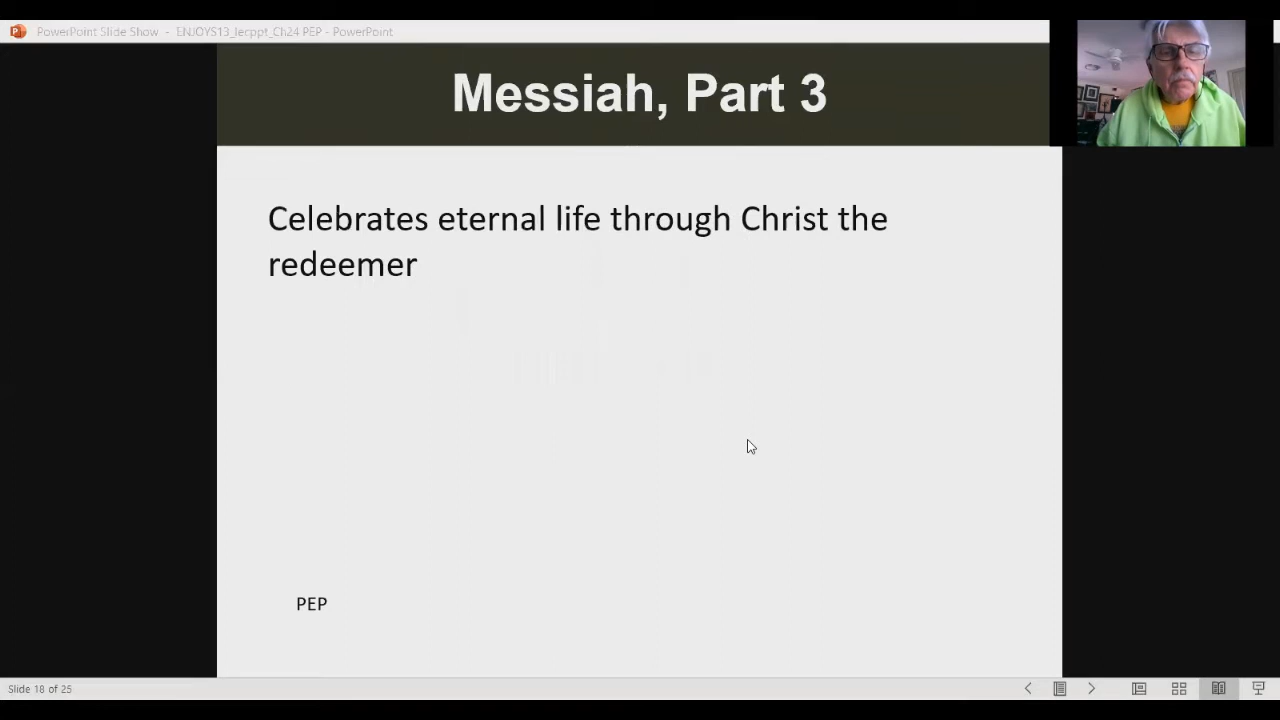 PowerPoint Slide Show - ENJOYS13_lecppt_Ch24 PEP - PowerPoint
Messiah, Part 3
Celebrates eternal life through Christ the
redeemer
PEP
Slide 18 of 25